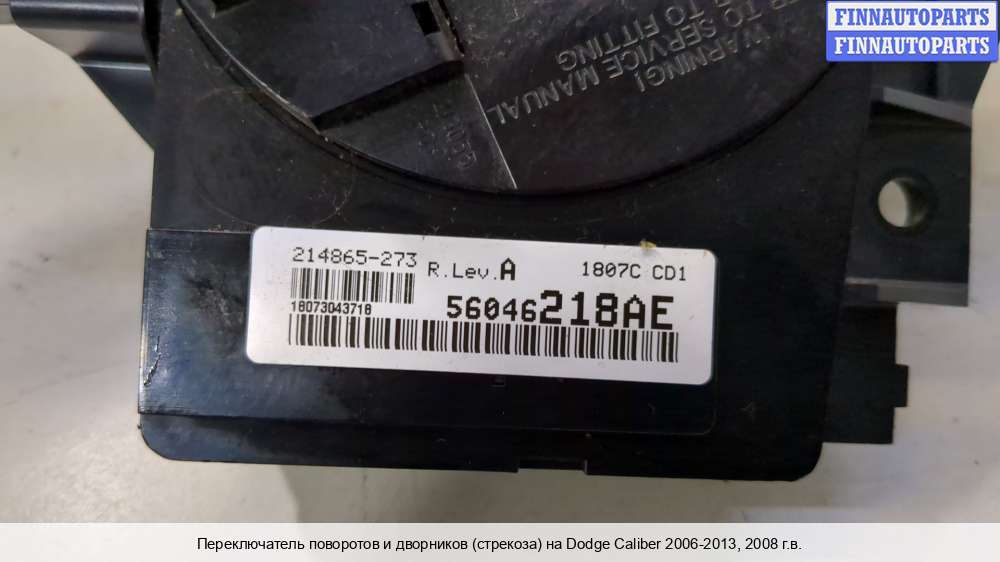 FINNAUTOPARTS
FINNAUTOPARTS
WARNING!
TO
SERVICE MANUAL
TO FITTING
214865-273
R.Lev.A
1807C CD1
18073043718
56046218AE
Переключатель поворотов и дворников (стрекоза) на Dodge Caliber 2006-2013, 2008 г.в.